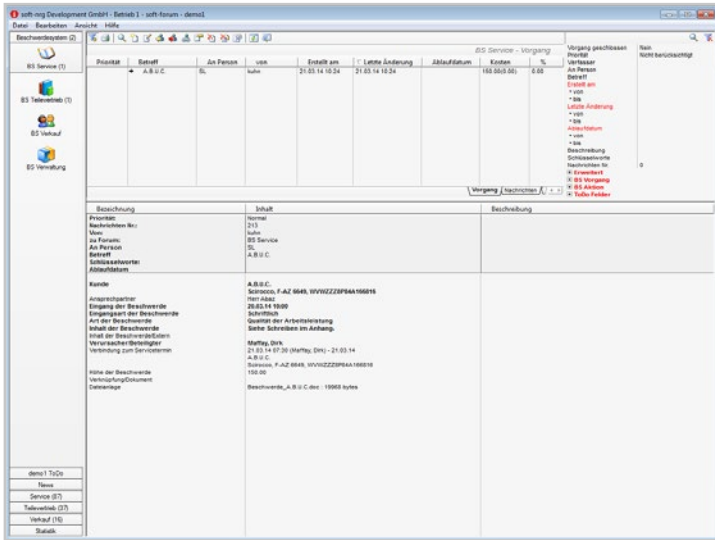 soft-nrg Development GmbH - Betrieb 1 - soft-forum - demo1
Datei Bearbeiten Ansicht Hilfe
Beschwerdesystem (2)
BS Service (1)
BS Teilevertrieb (1)
BS Verkauf
BS Verwaltung
demo1 ToDo
News
Service (87)
Teilevertrieb (37)
Verkauf (16)
Statistik
BS Service - Vorgang
Priorität Betreff An Person von Erstellt am Letzte Änderung Ablaufdatum Kosten %
A.B.U.C. SL kuhn 21.03.14 10:24 21.03.14 10:24 150.00(0.00) 0.00
Vorgang Nachrichten
Vorgang geschlossen Nein
Priorität Nicht berücksichtigt
Verfasser
An Person
Betreff
Erstellt am
von
bis
Letzte Änderung
von
bis
Ablaufdatum
von
bis
Beschreibung
Schlüsselworte
Nachrichten Nr. 0
Erweitert
BS Vorgang
BS Aktion
ToDo Felder
Bezeichnung Inhalt Beschreibung
Priorität: Normal
Nachrichten Nr.: 213
Von: kuhn
zu Forum: BS Service
An Person SL
Betreff A.B.U.C.
Schlüsselworte:
Ablaufdatum
Kunde A.B.U.C.
Scirocco, F-AZ 6649,
Ansprechpartner Herr Abaz
Eingang der Beschwerde 20.03.14 10:00
Eingangsart der Beschwerde Schriftlich
Art der Beschwerde Qualität der Arbeitsleistung
Inhalt der Beschwerde Siehe Schreiben im Anhang.
Inhalt der Beschwerde/Extern
Verursacher/Beteiligter Maffay, Dirk
Verbindung zum Servicetermin 21.03.14 07:30 (Maffay, Dirk) - 21.03.14
A.B.U.C.
Scirocco, F-AZ 6649,
Höhe der Beschwerde 150.00
Verknüpfung/Dokument
Dateianlage Beschwerde_A.B.U.C.doc : 19968 bytes